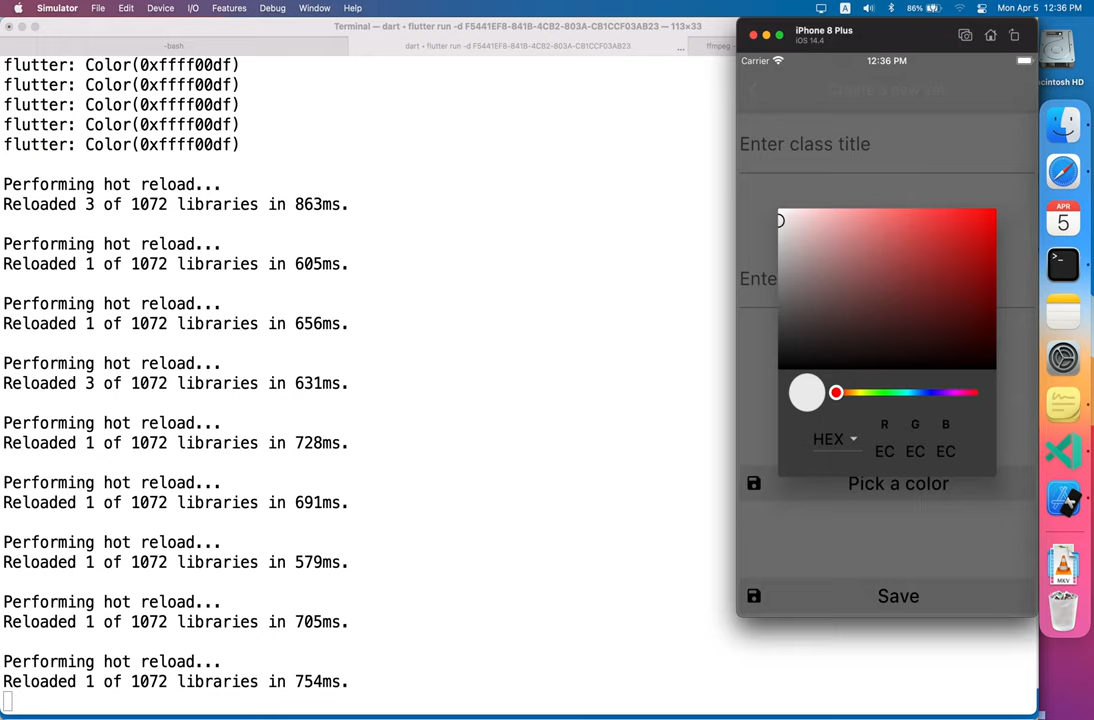 Simulator File Edit Device I/O Features Debug Window Help
A 86% Mon Apr 5 12:36 PM
Terminal — dart • flutter run -d F5441EF8-841B-4CB2-803A-CB1CCF03AB23 — 113×33
-bash
dart • flutter run -d F5441EF8-841B-4CB2-803A-CB1CCF03AB23
...
ffmpeg
flutter: Color(0xffff00df)
flutter: Color(0xffff00df)
flutter: Color(0xffff00df)
flutter: Color(0xffff00df)
flutter: Color(0xffff00df)
Performing hot reload...
Reloaded 3 of 1072 libraries in 863ms.
Performing hot reload...
Reloaded 1 of 1072 libraries in 605ms.
Performing hot reload...
Reloaded 1 of 1072 libraries in 656ms.
Performing hot reload...
Reloaded 3 of 1072 libraries in 631ms.
Performing hot reload...
Reloaded 1 of 1072 libraries in 728ms.
Performing hot reload...
Reloaded 1 of 1072 libraries in 691ms.
Performing hot reload...
Reloaded 1 of 1072 libraries in 579ms.
Performing hot reload...
Reloaded 1 of 1072 libraries in 705ms.
Performing hot reload...
Reloaded 1 of 1072 libraries in 754ms.
iPhone 8 Plus
iOS 14.4
Carrier 12:36 PM
Create a new
Enter class title
Ente
R G B
HEX
EC EC EC
Pick a color
Save
cintosh HD
APR
5
>_
MKV